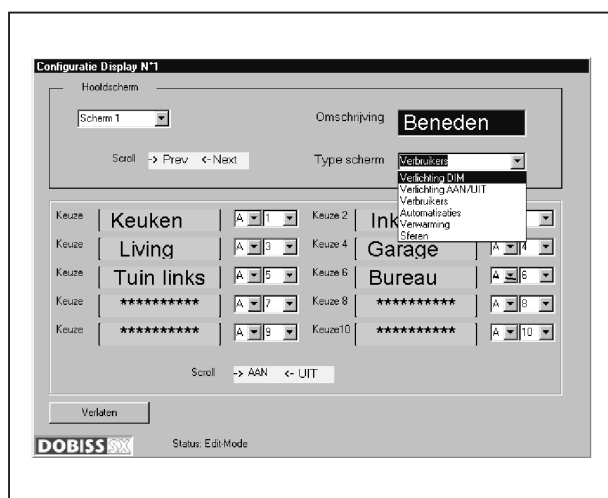 Configuratie Display N°1
Hoofdscherm
Scherm 1
Omschrijving
Beneden
Scroll -> Prev <- Next
Type scherm
Verbruikers
Verlichting DIM
Verlichting AAN/UIT
Verbruikers
Automatisaties
Verwarming
Sferen
Keuze Keuken A 1 Keuze 2 Ink
Keuze Living A 3 Keuze 4 Garage A 4
Keuze Tuin links A 5 Keuze 6 Bureau A 6
Keuze ********** A 7 Keuze 8 ********** A 8
Keuze ********** A 9 Keuze10 ********** A 10
Scroll -> AAN <- UIT
Verlaten
DOBISS SX Status: Edit-Mode